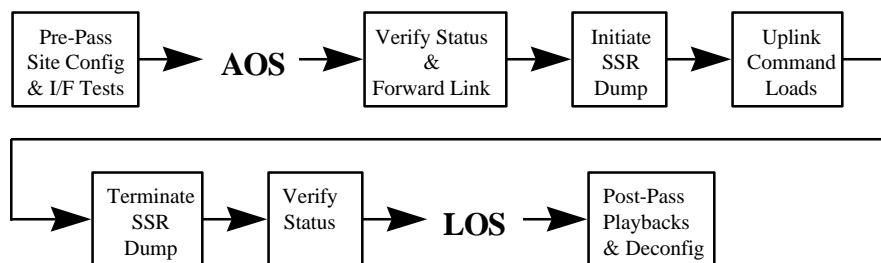 Pre-Pass
Site Config
& I/F Tests
AOS
Verify Status
&
Forward Link
Initiate
SSR
Dump
Uplink
Command
Loads
Terminate
SSR
Dump
Verify
Status
LOS
Post-Pass
Playbacks
& Deconfig